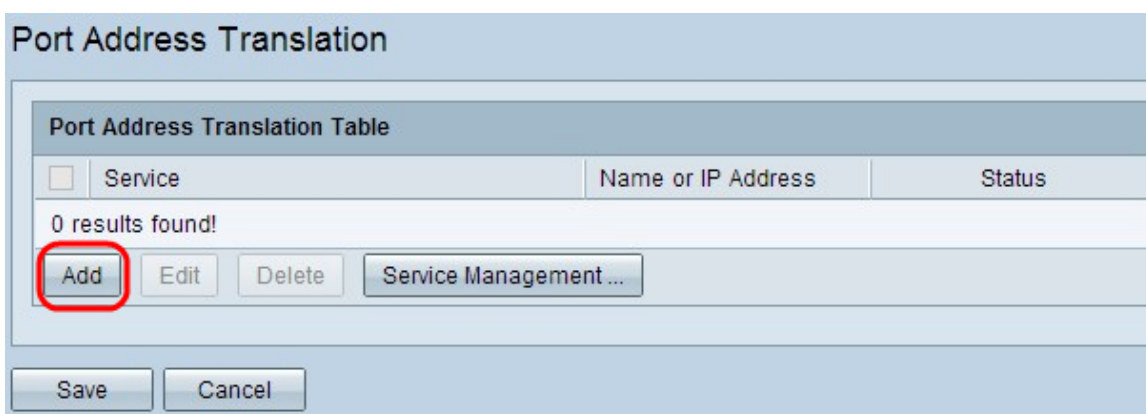 Port Address Translation
Port Address Translation Table
Service Name or IP Address Status
0 results found!
Add Edit Delete Service Management ...
Save Cancel